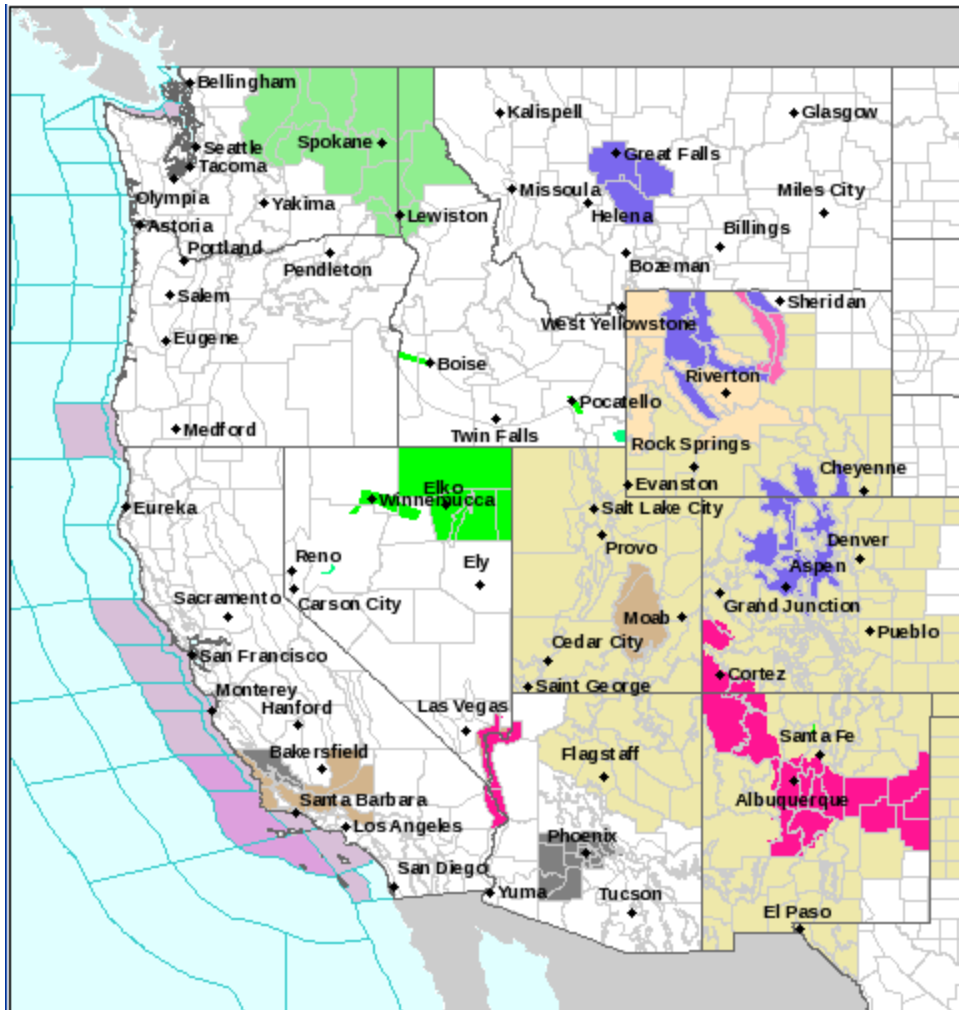 Bellingham
Kalispell
Glasgow
Seattle
Spokane
Great Falls
Tacoma
Missoula
Miles City
Olympia
Yakima
Lewiston
Helena
Astoria
Billings
Portland
Pendleton
Bozeman
Salem
Sheridan
West Yellowstone
Eugene
Boise
Riverton
Pocatello
Medford
Twin Falls
Rock Springs
Cheyenne
Elko
Evanston
Winnemucca
Eureka
Salt Lake City
Provo
Denver
Reno
Ely
Aspen
Sacramento
Carson City
Grand Junction
Moab
Pueblo
Cedar City
San Francisco
Cortez
Monterey
Saint George
Hanford
Las Vegas
Santa Fe
Bakersfield
Flagstaff
Santa Barbara
Albuquerque
Los Angeles
Phoenix
San Diego
Yuma
Tucson
El Paso